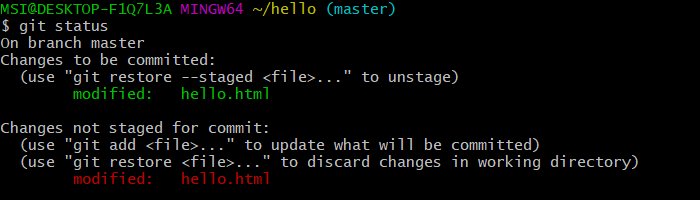 MSI@DESKTOP-F1Q7L3A MINGW64 ~/hello (master)
$ git status
On branch master
Changes to be committed:
  (use "git restore --staged <file>..." to unstage)
        modified:   hello.html

Changes not staged for commit:
  (use "git add <file>..." to update what will be committed)
  (use "git restore <file>..." to discard changes in working directory)
        modified:   hello.html